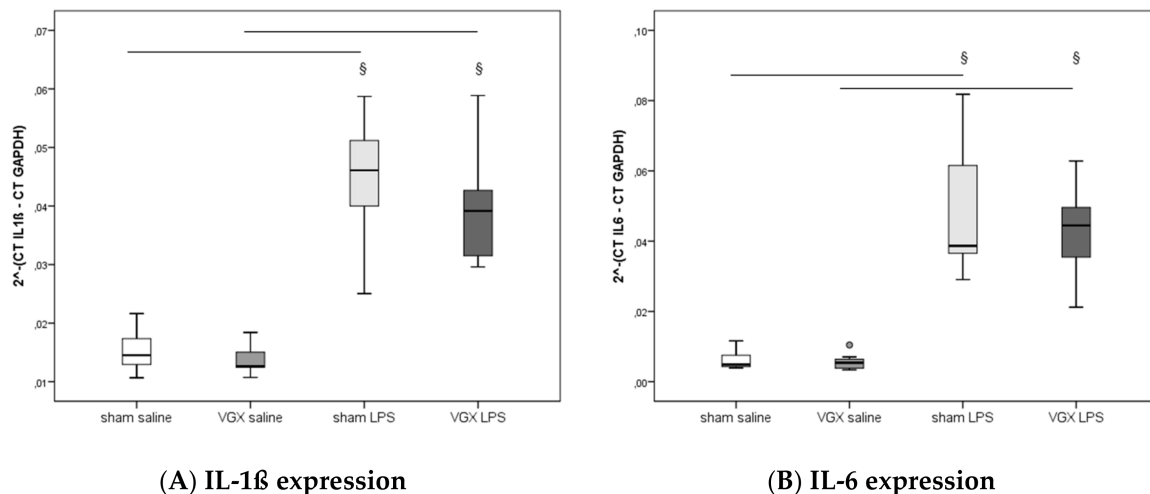 ,07
,06
,05
,04
,03
,02
,01
2^-(CT IL1ß - CT GAPDH)
§ §
sham saline VGX saline sham LPS VGX LPS
(A) IL-1ß expression
,10
,08
,06
,04
,02
,00
2^-(CT IL6 - CT GAPDH)
§ §
sham saline VGX saline sham LPS VGX LPS
(B) IL-6 expression